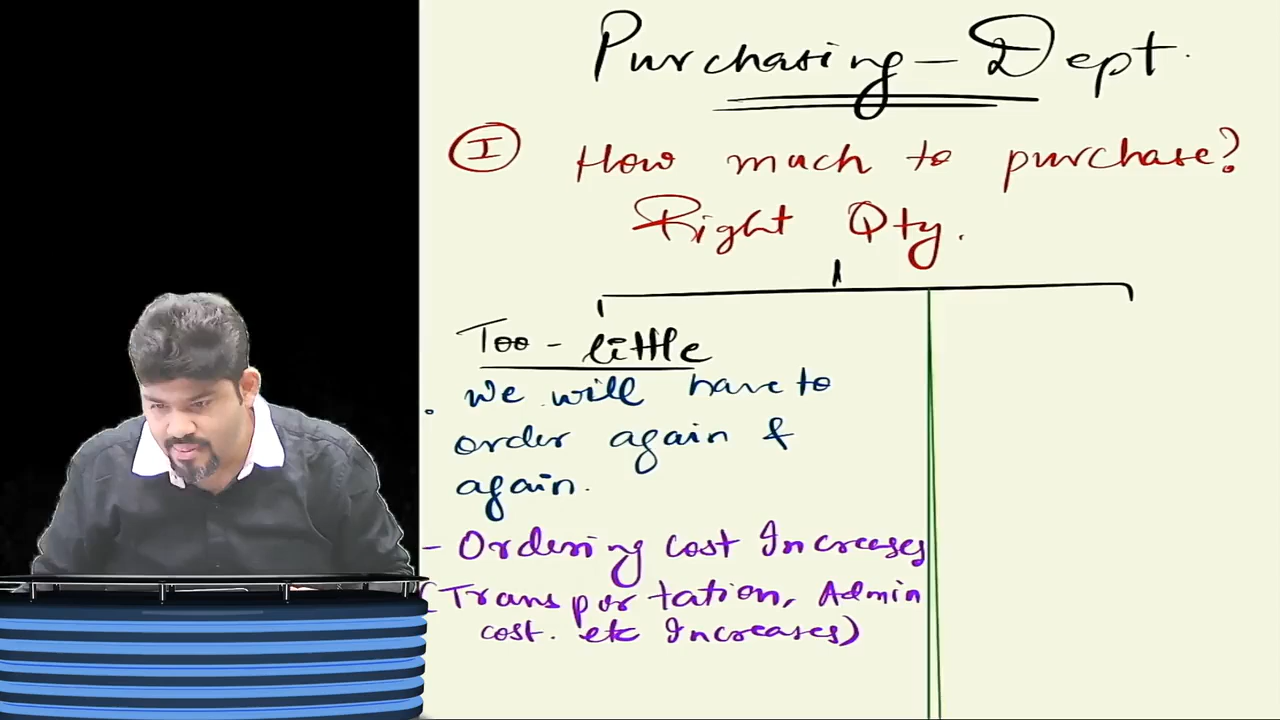 Purchasing - Dept.
I How much to purchase?
Right Qty.
Too - little
. We will have to
order again &
again.
- Ordering cost Increases
(Transportation, Admin
cost. etc Increases)